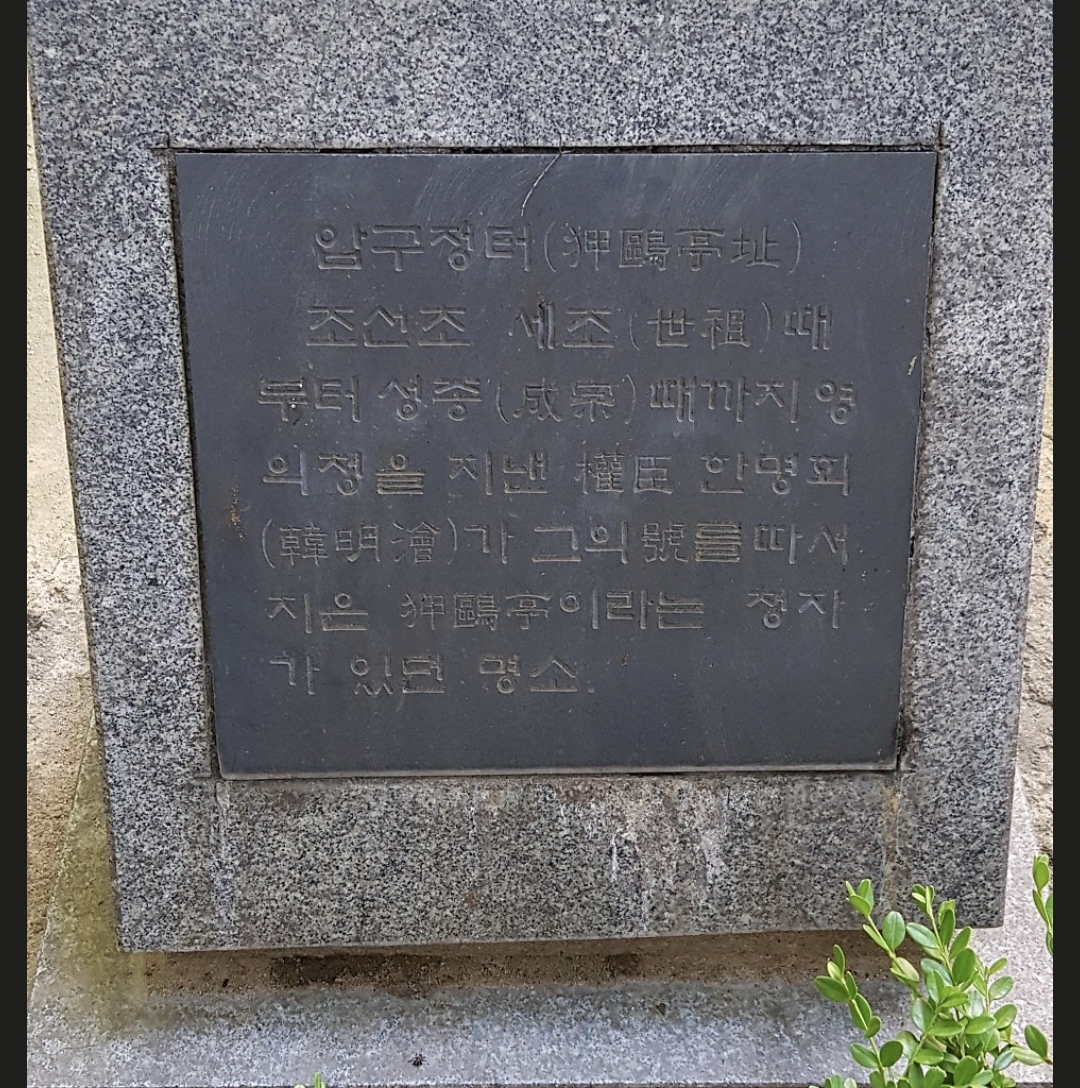 압구정터(狎鷗亭址)
조선초 세조(世祖)때
부터 성종(成宗)때까지영
의정을 지낸 權臣 한명회
(韓明澮)가 그의號를따서
지은 狎鷗亭이라는 정자
가 있던 명소.